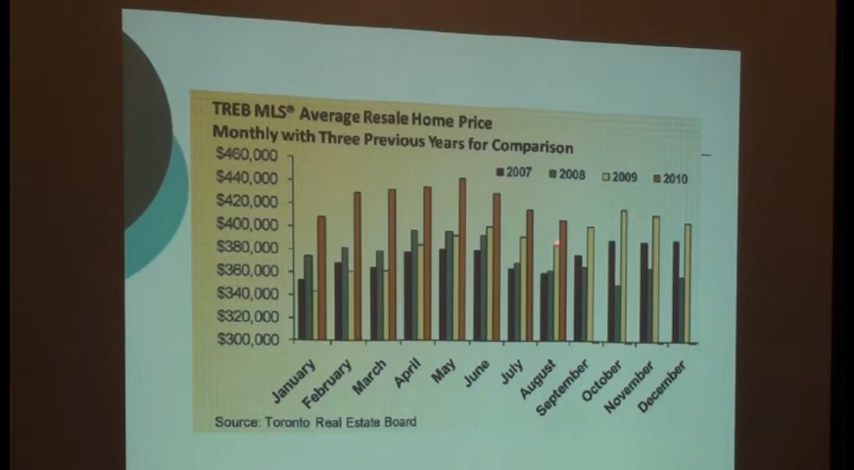 TREB MLS® Average Resale Home Price
Monthly with Three Previous Years for Comparison
$460,000
$440,000
$420,000
$400,000
$380,000
$360,000
$340,000
$320,000
$300,000
2007 2008 2009 2010
January February March April May June July August September October November December
Source: Toronto Real Estate Board